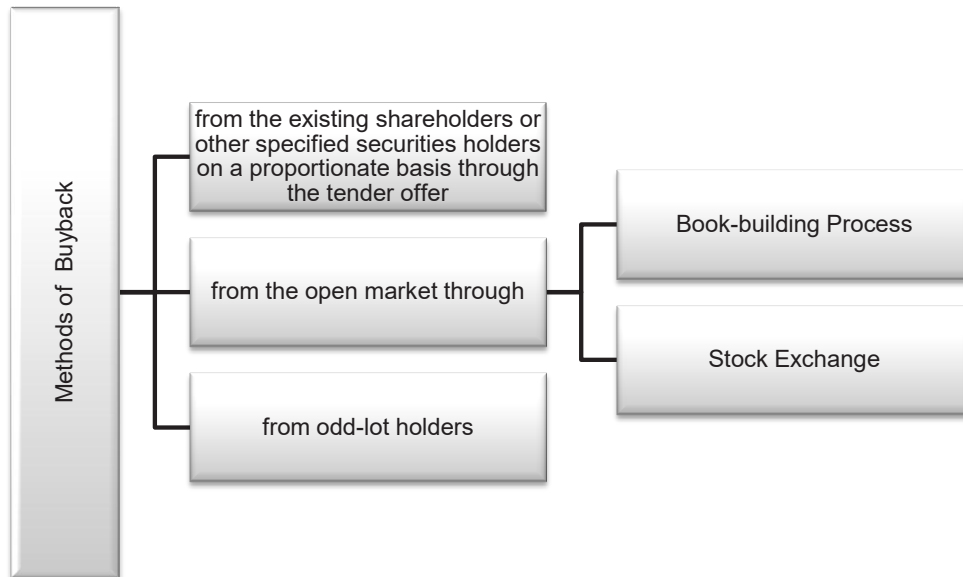 Methods of Buyback
from the existing shareholders or
other specified securities holders
on a proportionate basis through
the tender offer
from the open market through
Book-building Process
Stock Exchange
from odd-lot holders